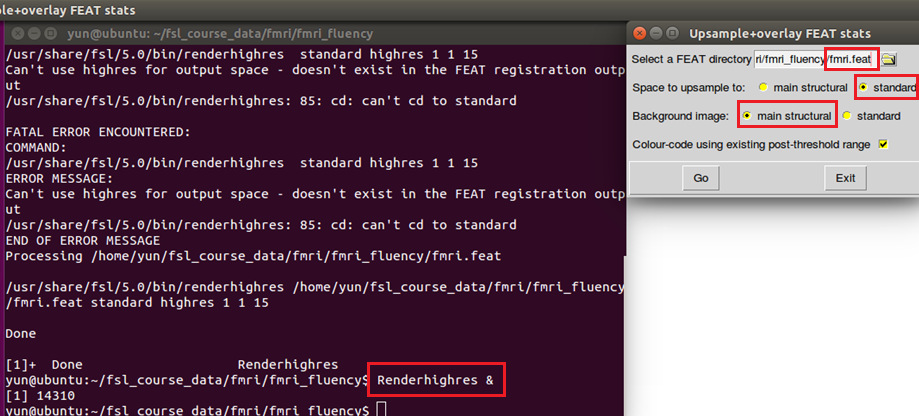 ple+overlay FEAT stats
yun@ubuntu: ~/fsl_course_data/fmri/fmri_fluency
/usr/share/fsl/5.0/bin/renderhighres  standard highres 1 1 15
Can't use highres for output space - doesn't exist in the FEAT registration outp
ut
/usr/share/fsl/5.0/bin/renderhighres: 85: cd: can't cd to standard
FATAL ERROR ENCOUNTERED:
COMMAND:
/usr/share/fsl/5.0/bin/renderhighres  standard highres 1 1 15
ERROR MESSAGE:
Can't use highres for output space - doesn't exist in the FEAT registration outp
ut
/usr/share/fsl/5.0/bin/renderhighres: 85: cd: can't cd to standard
END OF ERROR MESSAGE
Processing /home/yun/fsl_course_data/fmri/fmri_fluency/fmri.feat
/usr/share/fsl/5.0/bin/renderhighres /home/yun/fsl_course_data/fmri/fmri_fluency
/fmri.feat standard highres 1 1 15
Done
[1]+  Done                    Renderhighres
yun@ubuntu:~/fsl_course_data/fmri/fmri_fluency$ Renderhighres &
[1] 14310
yun@ubuntu:~/fsl_course_data/fmri/fmri_fluency$
Upsample+overlay FEAT stats
Select a FEAT directory ri/fmri_fluency/fmri.feat
Space to upsample to: main structural standard
Background image: main structural standard
Colour-code using existing post-threshold range
Go Exit